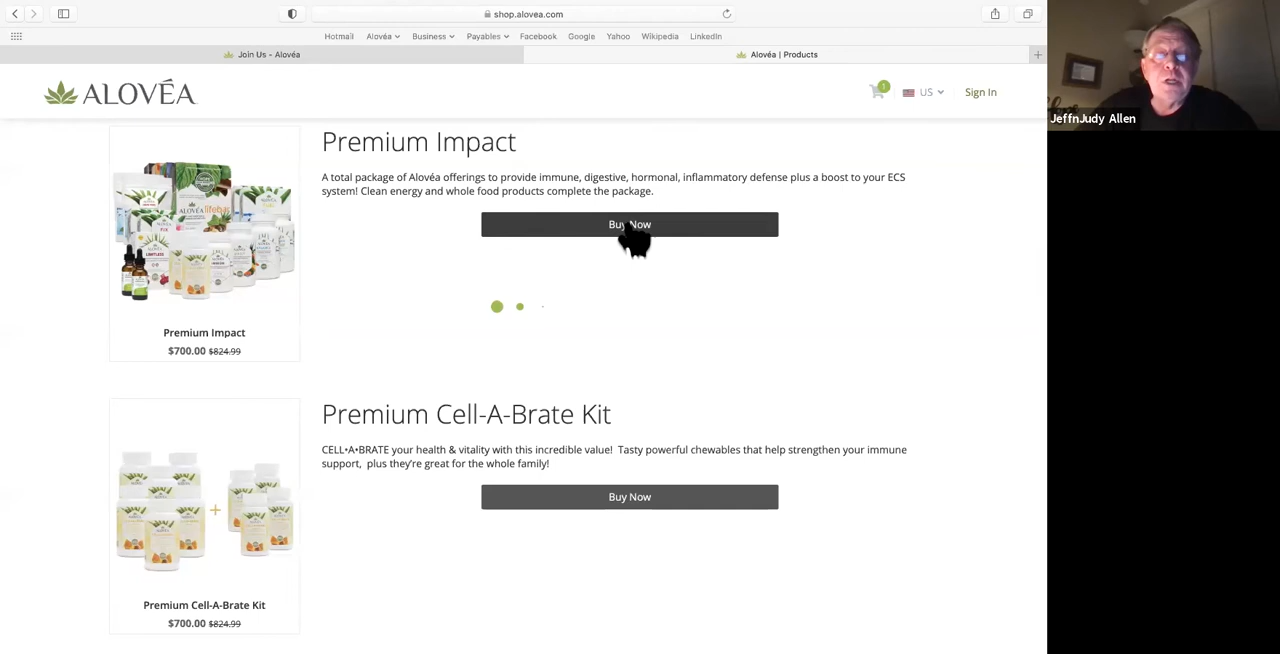 shop.alovea.com
Hotmail Alovéa Business Payables Facebook Google Yahoo Wikipedia LinkedIn
Join Us – Alovéa
Alovéa | Products
ALOVÉA
1
US
Sign In
JeffnJudy Allen
Premium Impact
A total package of Alovéa offerings to provide immune, digestive, hormonal, inflammatory defense plus a boost to your ECS
system! Clean energy and whole food products complete the package.
Buy Now
Premium Impact
$700.00 $824.99
Premium Cell-A-Brate Kit
CELL•A•BRATE your health & vitality with this incredible value! Tasty powerful chewables that help strengthen your immune
support, plus they're great for the whole family!
Buy Now
Premium Cell-A-Brate Kit
$700.00 $824.99